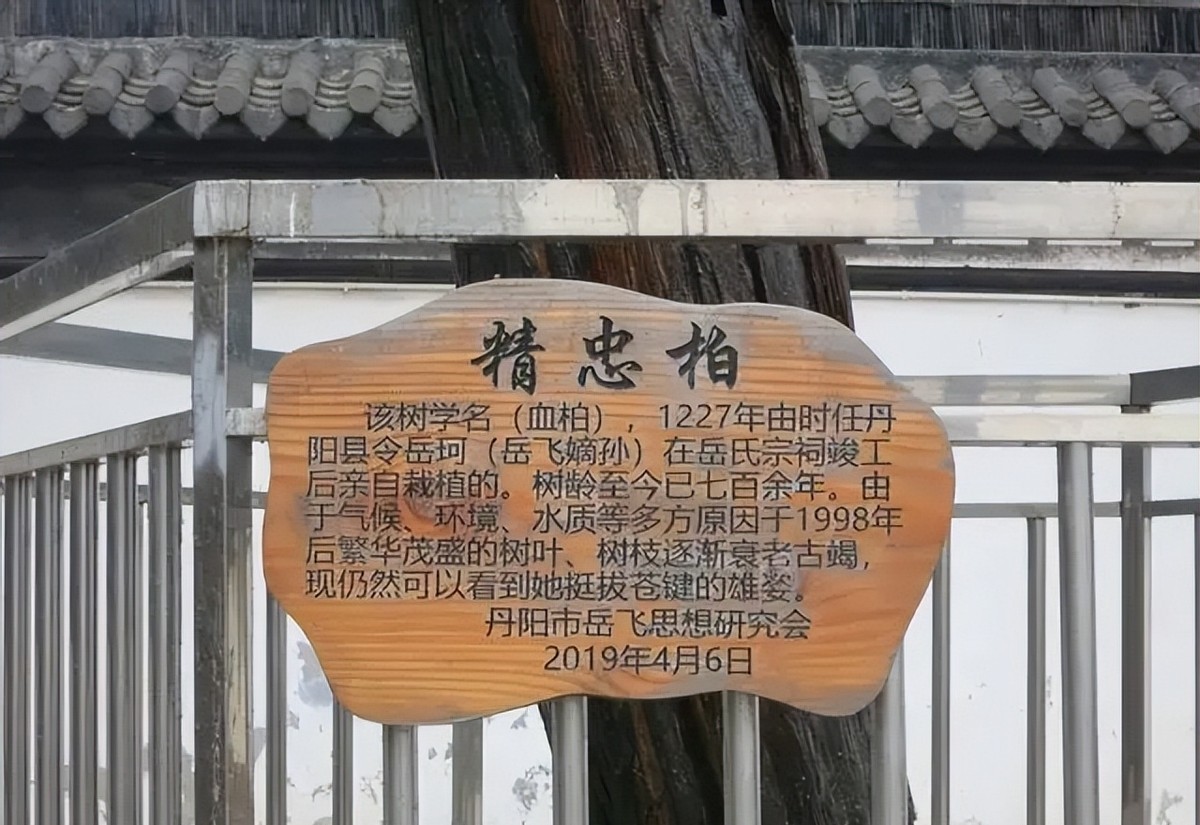 精忠柏
该树学名（血柏），1227年由时任丹
阳县令岳珂（岳飞嫡孙）在岳氏宗祠竣工
后亲自栽植的。树龄至今已七百余年。由
于气候、环境、水质等多方原因于1998年
后繁华茂盛的树叶、树枝逐渐衰老古竭，
现仍然可以看到她挺拔苍键的雄姿。
丹阳市岳飞思想研究会
2019年4月6日